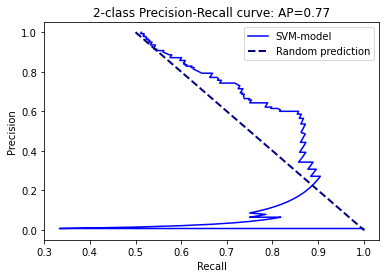 2-class Precision-Recall curve: AP=0.77
SVM-model
Random prediction
Precision
1.0
0.8
0.6
0.4
0.2
0.0
0.3 0.4 0.5 0.6 0.7 0.8 0.9 1.0
Recall